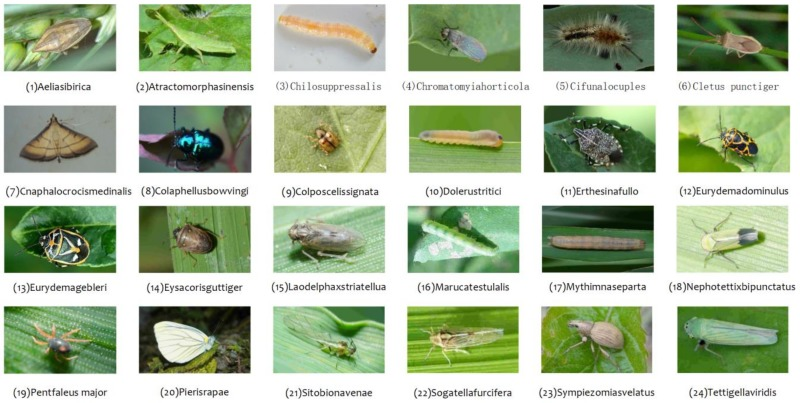 (1)Aeliasibirica
(2)Atractomorphasinensis
(3)Chilosuppressalis
(4)Chromatomyiahorticola
(5)Cifunalocuples
(6)Cletus punctiger
(7)Cnaphalocrocismedinalis
(8)Colaphellusbowvingi
(9)Colposcelissignata
(10)Dolerustritici
(11)Erthesinafullo
(12)Eurydemadominulus
(13)Eurydemagebleri
(14)Eysacorisguttiger
(15)Laodelphaxstriatellua
(16)Marucatestulalis
(17)Mythimnaseparta
(18)Nephotettixbipunctatus
(19)Pentfaleus major
(20)Pierisrapae
(21)Sitobionavenae
(22)Sogatellafurcifera
(23)Sympiezomiasvelatus
(24)Tettigellaviridis